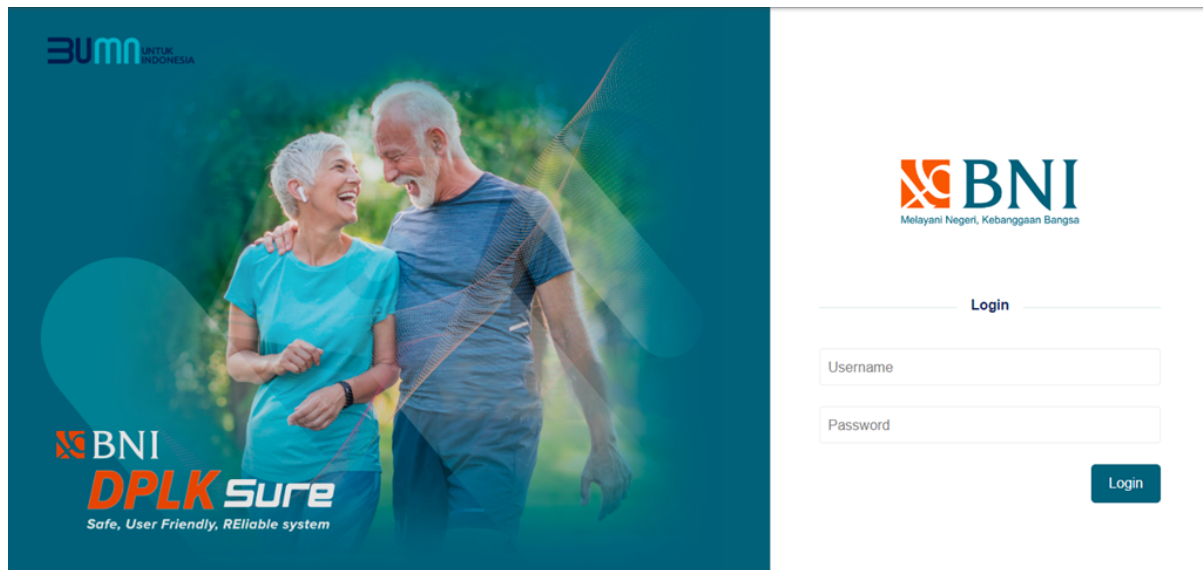 BUMN UNTUK
INDONESIA
BNI
DPLK Sure
Safe, User Friendly, REliable system
BNI
Melayani Negeri, Kebanggaan Bangsa
Login
Username
Password
Login